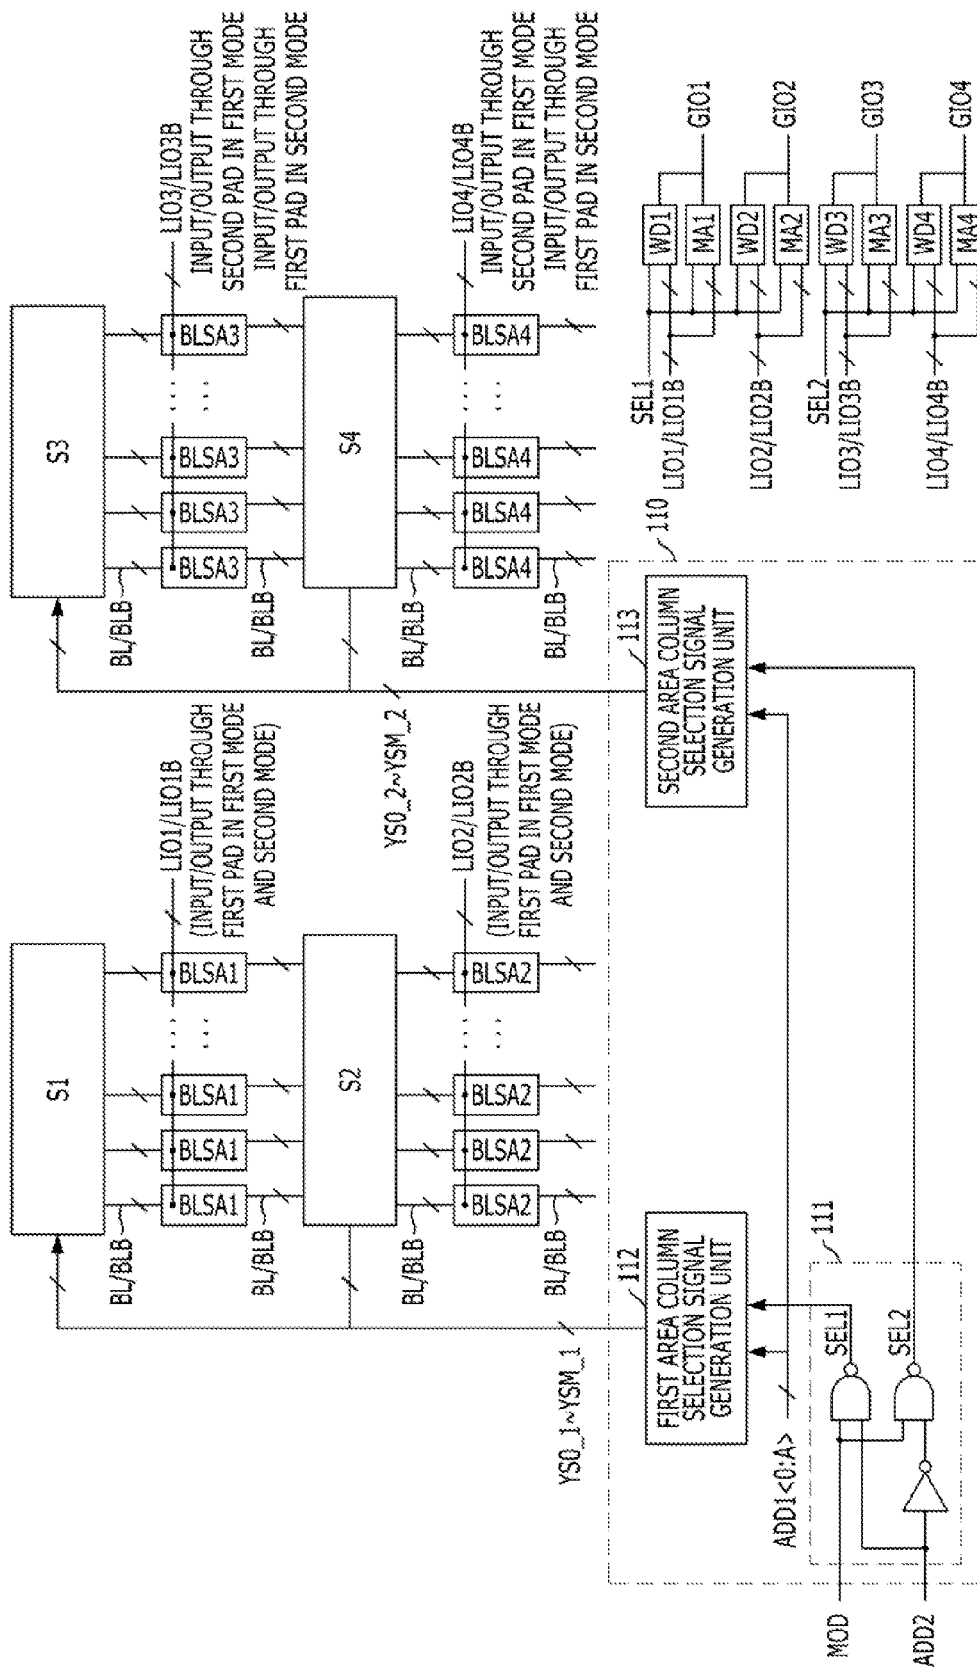 S1
BL/BLB
BLSA1
BLSA1
BLSA1
BLSA1
LIO1/LIO1B
(INPUT/OUTPUT THROUGH
FIRST PAD IN FIRST MODE
AND SECOND MODE)
BL/BLB
S2
BL/BLB
BLSA2
BLSA2
BLSA2
BLSA2
LIO2/LIO2B
(INPUT/OUTPUT THROUGH
FIRST PAD IN FIRST MODE
AND SECOND MODE)
BL/BLB
YS0_1~YSM_1
S3
BL/BLB
BLSA3
BLSA3
BLSA3
BLSA3
LIO3/LIO3B
INPUT/OUTPUT THROUGH
SECOND PAD IN FIRST MODE
INPUT/OUTPUT THROUGH
FIRST PAD IN SECOND MODE
BL/BLB
S4
BL/BLB
BLSA4
BLSA4
BLSA4
BLSA4
LIO4/LIO4B
INPUT/OUTPUT THROUGH
SECOND PAD IN FIRST MODE
INPUT/OUTPUT THROUGH
FIRST PAD IN SECOND MODE
BL/BLB
YS0_2~YSM_2
110
112
FIRST AREA COLUMN
SELECTION SIGNAL
GENERATION UNIT
113
SECOND AREA COLUMN
SELECTION SIGNAL
GENERATION UNIT
ADD1<0:A>
111
MOD
ADD2
SEL1
SEL2
SEL1
LIO1/LIO1B
WD1
MA1
GIO1
LIO2/LIO2B
WD2
MA2
GIO2
SEL2
LIO3/LIO3B
WD3
MA3
GIO3
LIO4/LIO4B
WD4
MA4
GIO4